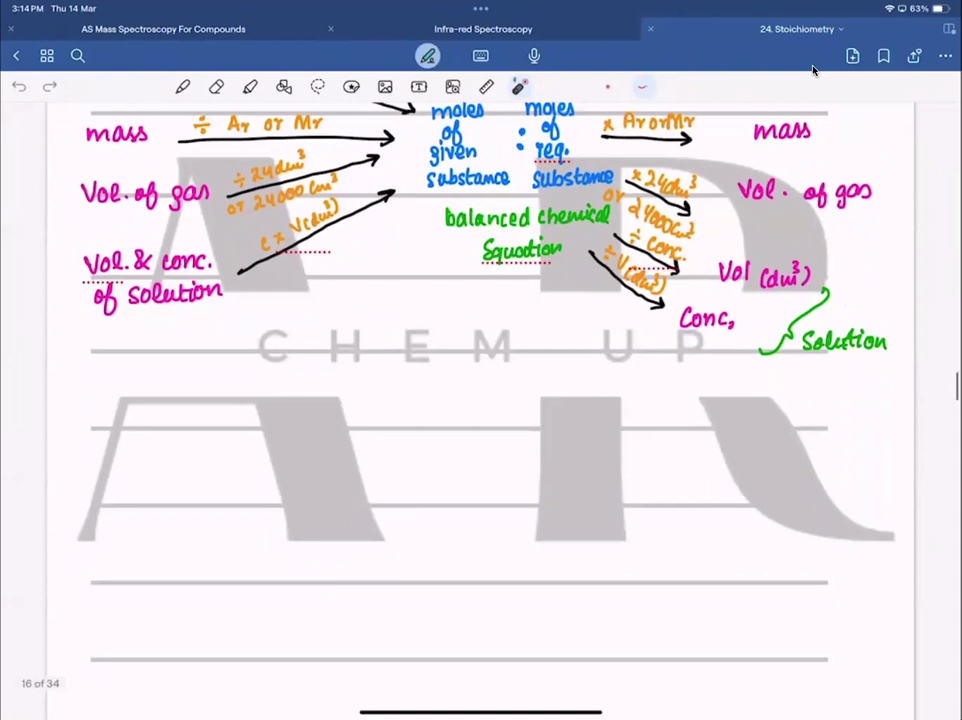 3:14 PM Thu 14 Mar
63%
AS Mass Spectroscopy For Compounds
Infra-red Spectroscopy
24. Stoichiometry
mass
÷ Ar or Mr
moles of given substance
:
moles of req. substance
x Ar or Mr
mass
Vol. of gas
÷ 24dm³
or 24000 cm³
x 24dm³
or 24000cm³
Vol. of gas
balanced chemical
Equation
Vol. & conc.
of solution
c x V(dm³)
÷ conc.
Vol (dm³)
÷ V(dm³)
Conc,
Solution
CHEM UP
AR
16 of 34